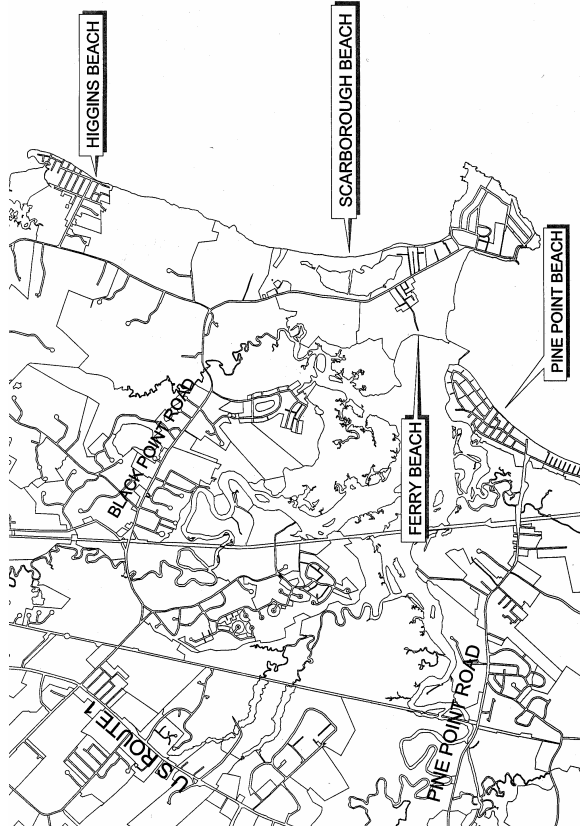 HIGGINS BEACH
SCARBOROUGH BEACH
PINE POINT BEACH
BLACK POINT ROAD
FERRY BEACH
U S ROUTE 1
PINE POINT ROAD